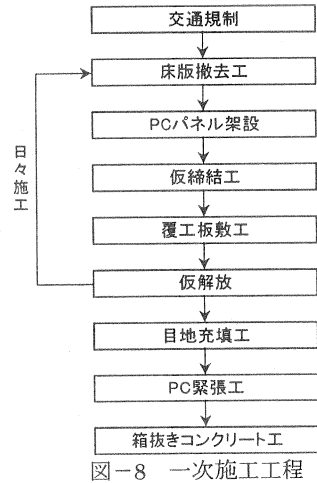 交通規制
床版撤去工
PCパネル架設
仮締結工
覆工板敷工
仮解放
目地充填工
PC緊張工
箱抜きコンクリート工
日々施工
図-8 一次施工工程